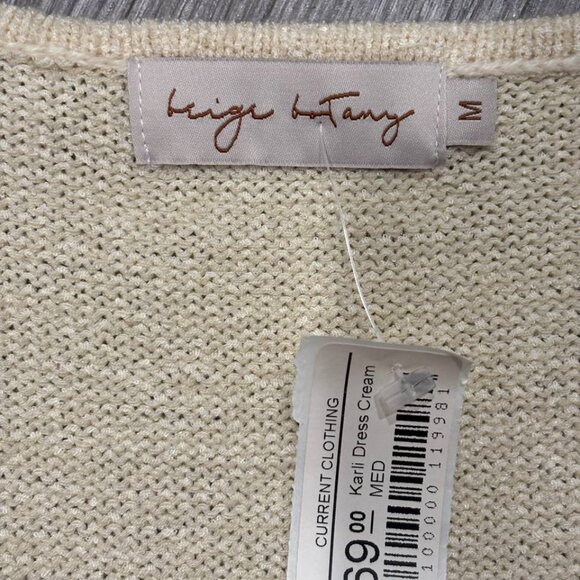 beige boTany
M
CURRENT CLOTHING
Karli Dress Cream
MED
69.00
100000 119981